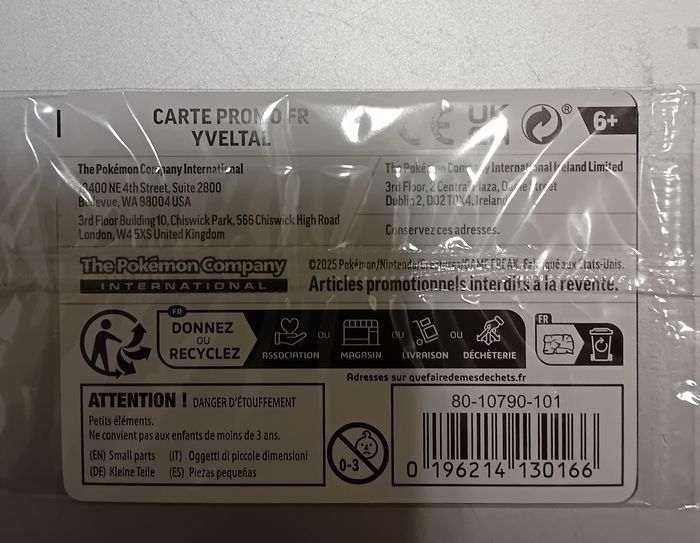 CARTE PROMO FR
YVELTAL
CE UK CA
®
6+
The Pokémon Company International
10400 NE 4th Street, Suite 2800
Bellevue, WA 98004 USA
3rd Floor Building 10, Chiswick Park, 566 Chiswick High Road
London, W4 5XS United Kingdom
The Pokémon Company International Ireland Limited
3rd Floor, 2 Central Plaza, Dame Street
Dublin 2, D02 T0X4, Ireland
Conservez ces adresses.
The Pokémon Company
INTERNATIONAL
©2025 Pokémon/Nintendo/Creatures/GAME FREAK. Fabriqué aux États-Unis.
Articles promotionnels interdits à la revente.
FR
DONNEZ
OU
RECYCLEZ
ASSOCIATION OU MAGASIN OU LIVRAISON OU DÉCHÈTERIE
FR
Adresses sur quefairedemesdechets.fr
ATTENTION ! DANGER D'ÉTOUFFEMENT
Petits éléments.
Ne convient pas aux enfants de moins de 3 ans.
(EN) Small parts (IT) Oggetti di piccole dimensioni
(DE) Kleine Teile (ES) Piezas pequeñas
0-3
80-10790-101
0 196214 130166